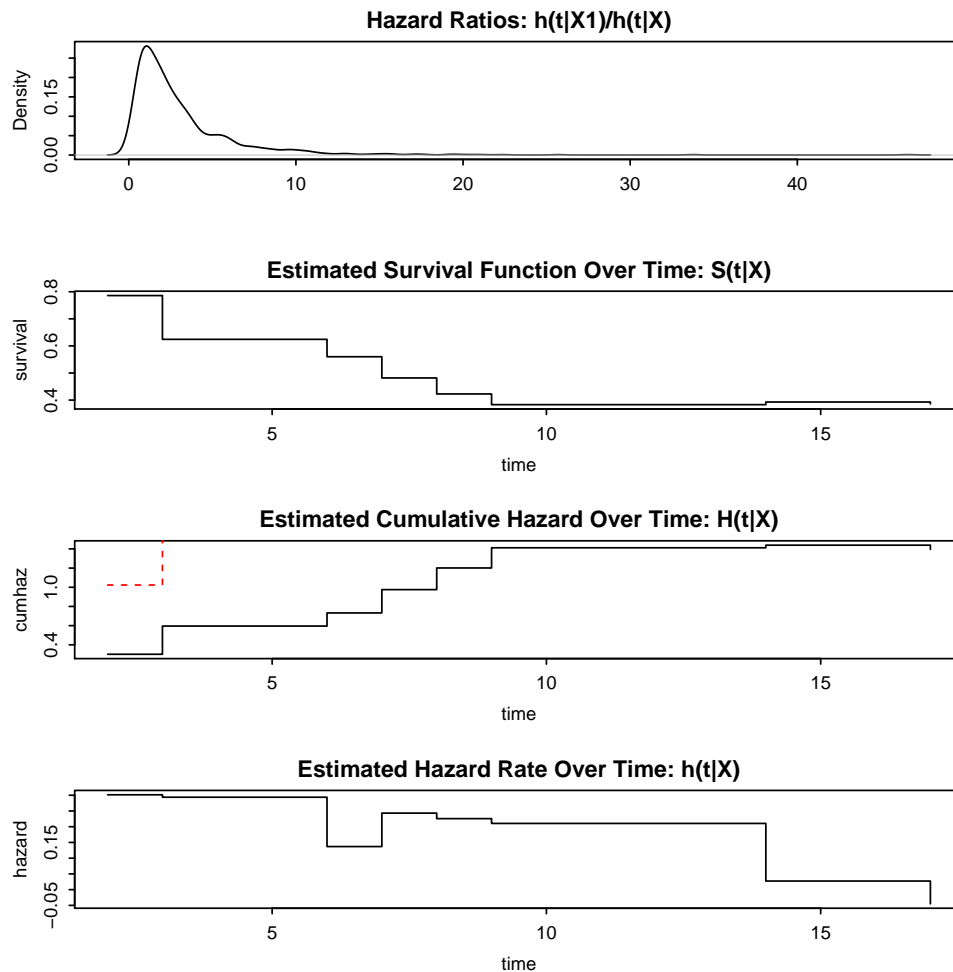 Hazard Ratios: h(t|X1)/h(t|X)
Density
0.00
0.15
0
10
20
30
40
Estimated Survival Function Over Time: S(t|X)
survival
0.4
0.6
0.8
5
10
15
time
Estimated Cumulative Hazard Over Time: H(t|X)
cumhaz
0.4
1.0
5
10
15
time
Estimated Hazard Rate Over Time: h(t|X)
hazard
−0.05
0.15
5
10
15
time